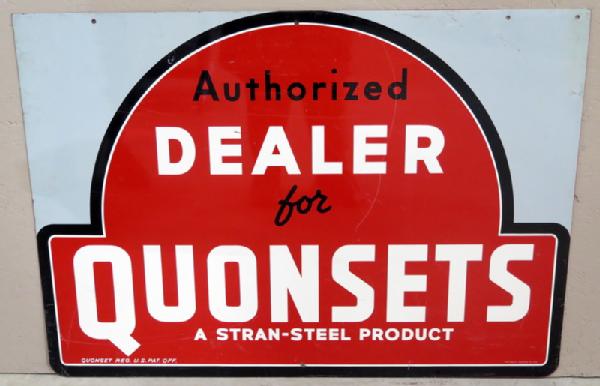 Authorized
DEALER
for
QUONSETS
A STRAN-STEEL PRODUCT
QUONSET REG. U.S. PAT. OFF.